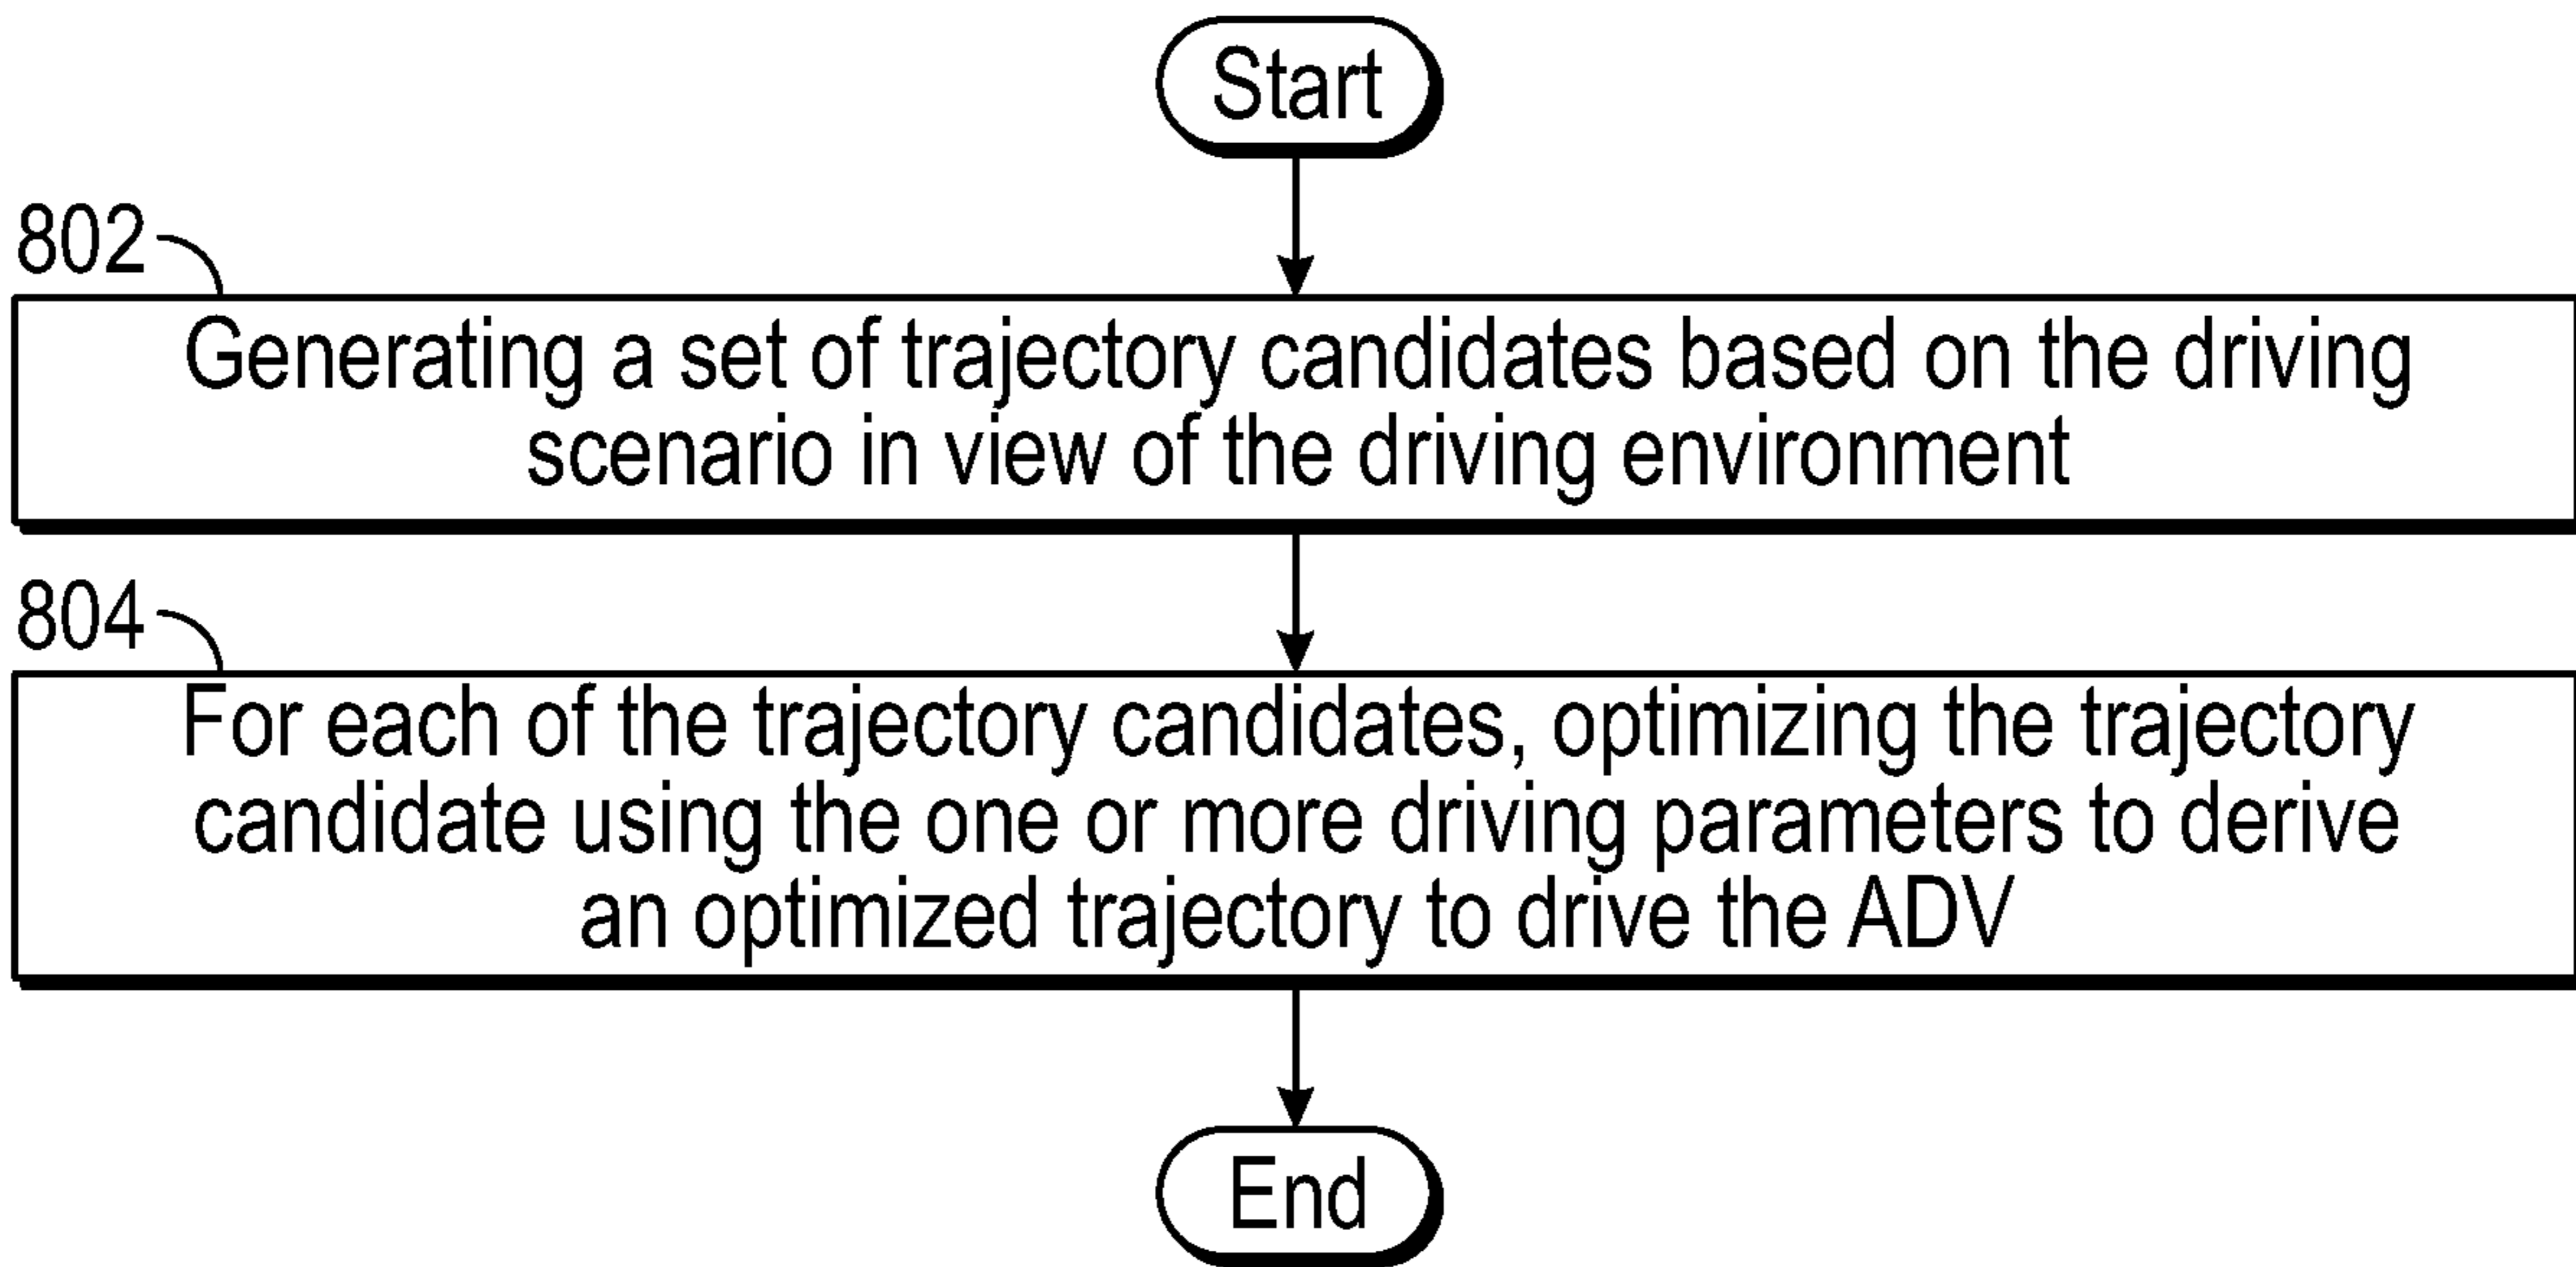 Start
802
Generating a set of trajectory candidates based on the driving
scenario in view of the driving environment
804
For each of the trajectory candidates, optimizing the trajectory
candidate using the one or more driving parameters to derive
an optimized trajectory to drive the ADV
End